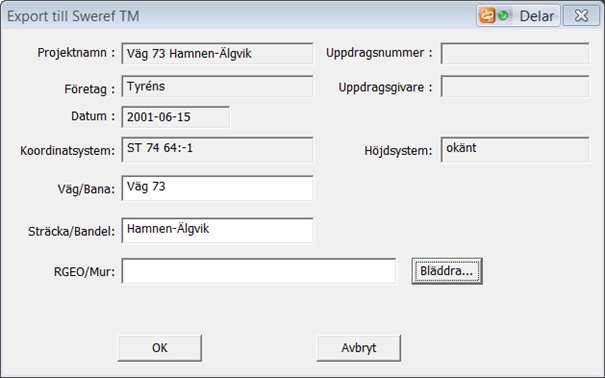 Export till Sweref TM
Delar
Projektnamn : Väg 73 Hamnen-Älgvik Uppdragsnummer :
Företag : Tyréns Uppdragsgivare :
Datum : 2001-06-15
Koordinatsystem: ST 74 64:-1 Höjdsystem: okänt
Väg/Bana: Väg 73
Sträcka/Bandel: Hamnen-Älgvik
RGEO/Mur: Bläddra...
OK Avbryt